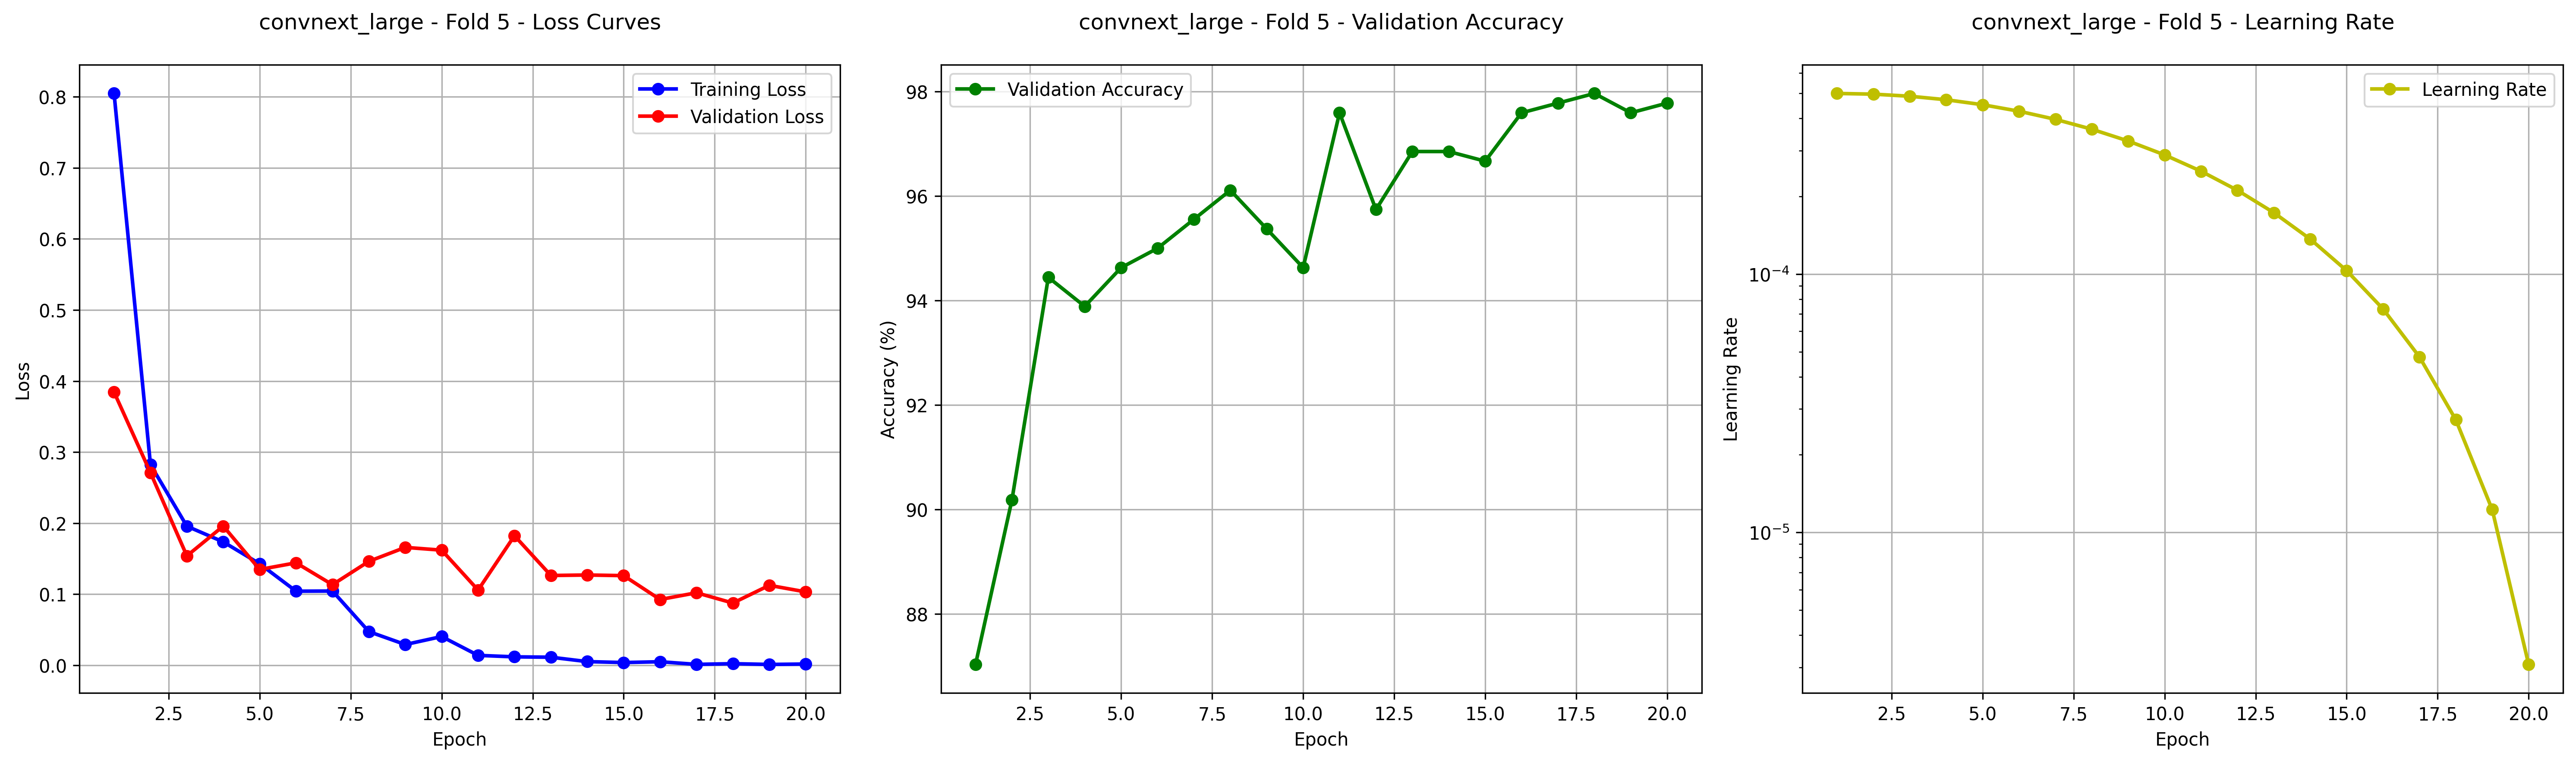 convnext_large - Fold 5 - Loss Curves
Training Loss
Validation Loss
Loss
0.8
0.7
0.6
0.5
0.4
0.3
0.2
0.1
0.0
2.5 5.0 7.5 10.0 12.5 15.0 17.5 20.0
Epoch
convnext_large - Fold 5 - Validation Accuracy
Validation Accuracy
Accuracy (%)
98
96
94
92
90
88
2.5 5.0 7.5 10.0 12.5 15.0 17.5 20.0
Epoch
convnext_large - Fold 5 - Learning Rate
Learning Rate
Learning Rate
10⁻⁴
10⁻⁵
2.5 5.0 7.5 10.0 12.5 15.0 17.5 20.0
Epoch